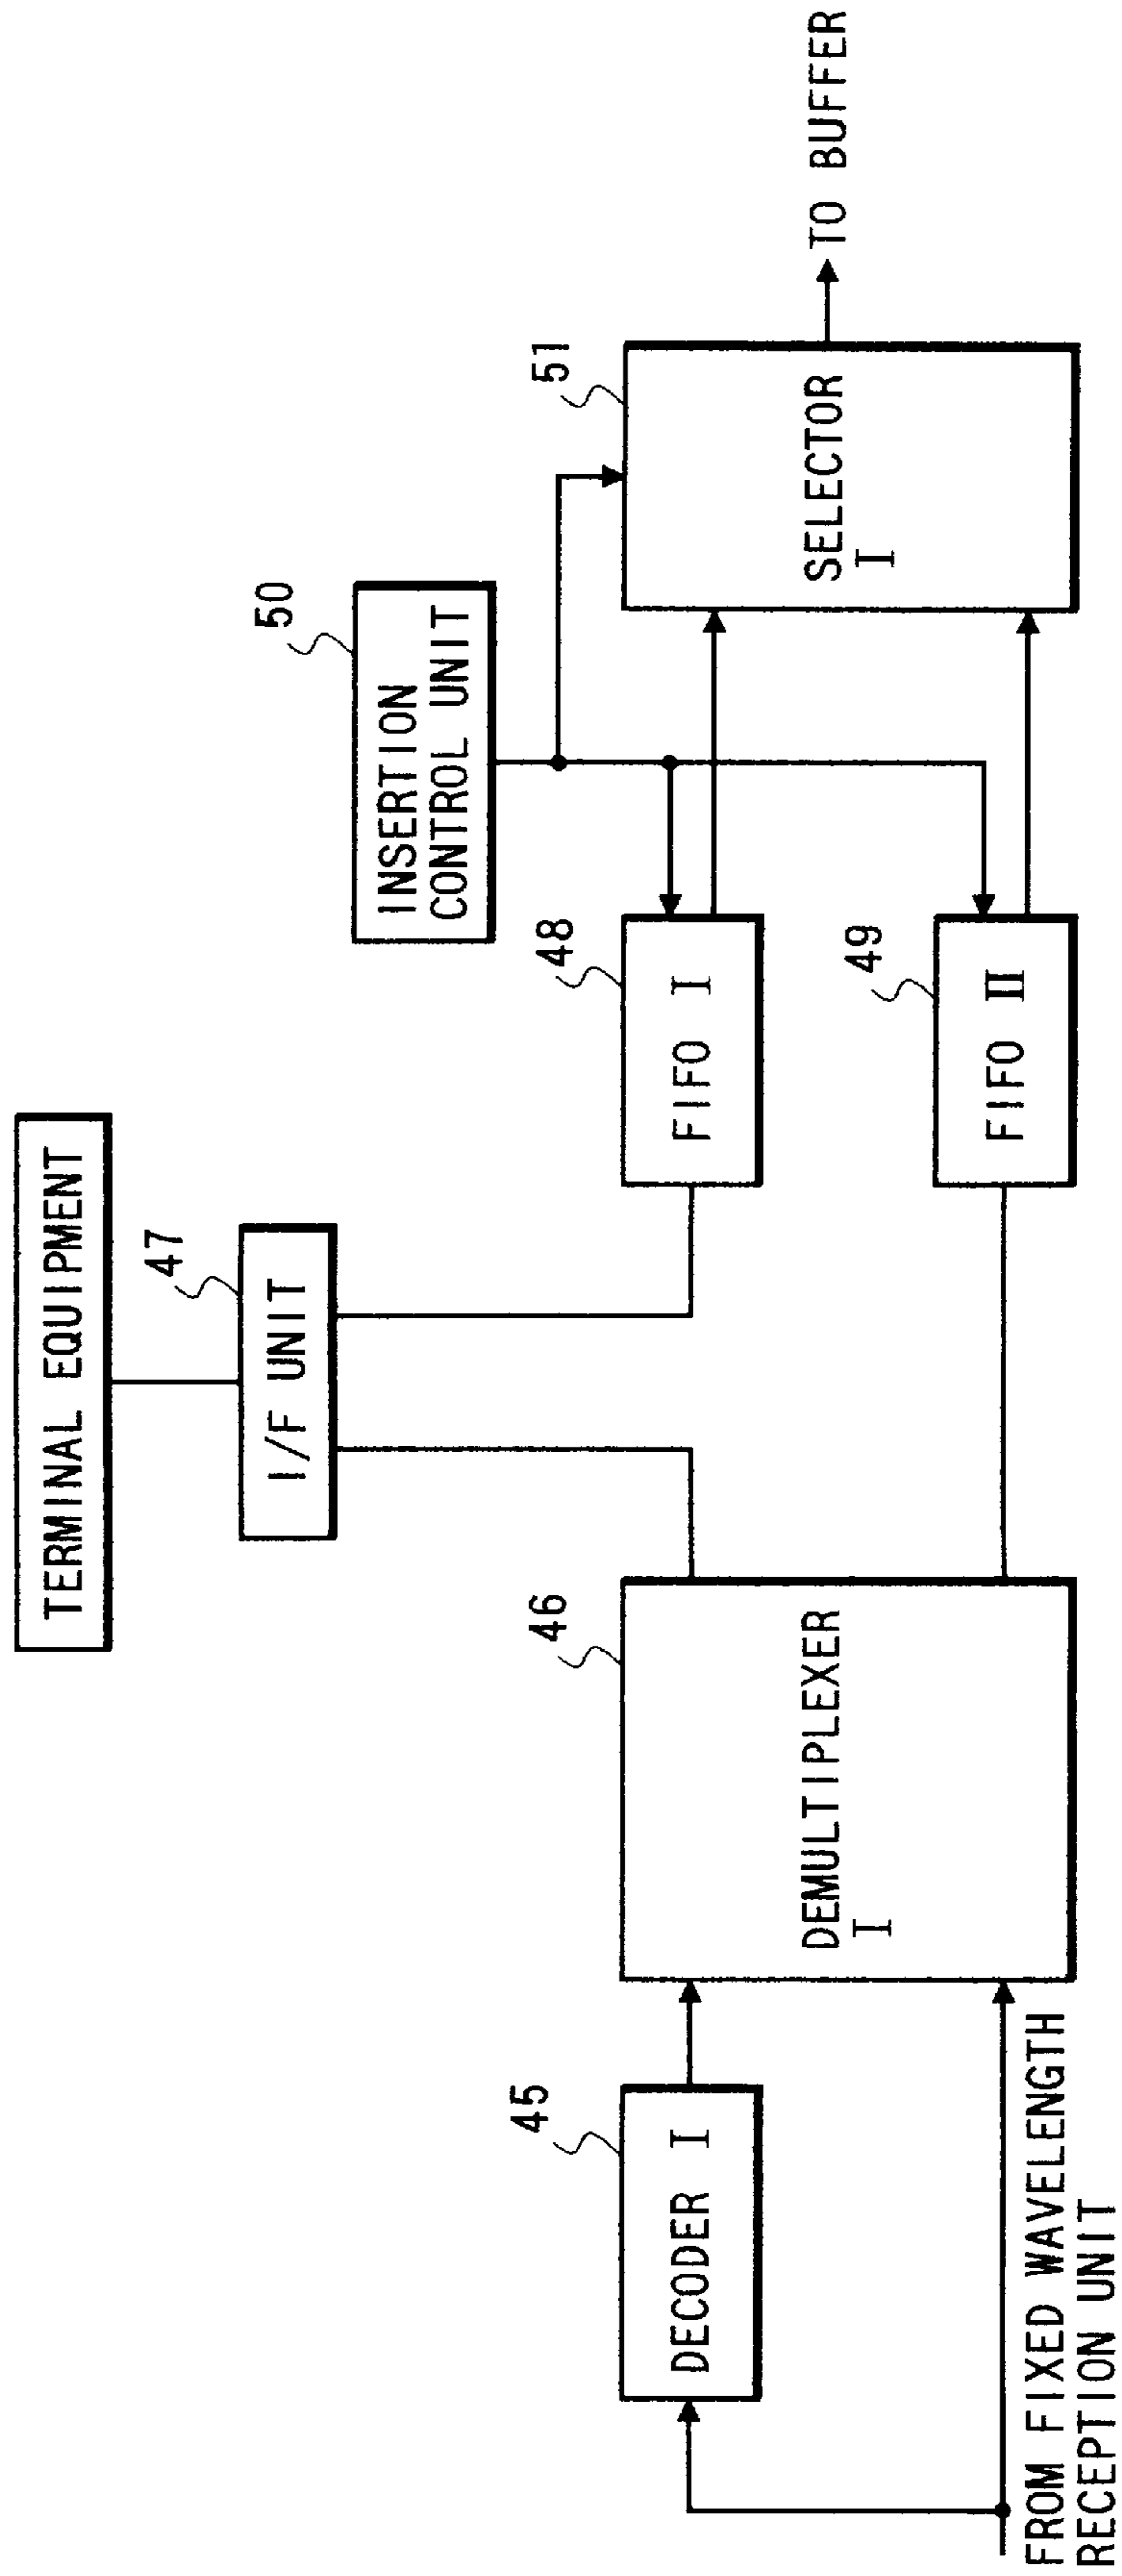 TERMINAL EQUIPMENT
47
I/F UNIT
50
INSERTION
CONTROL UNIT
45
DECODER I
46
DEMULTIPLEXER
I
48
FIFO I
49
FIFO II
51
SELECTOR
I
TO BUFFER
FROM FIXED WAVELENGTH
RECEPTION UNIT